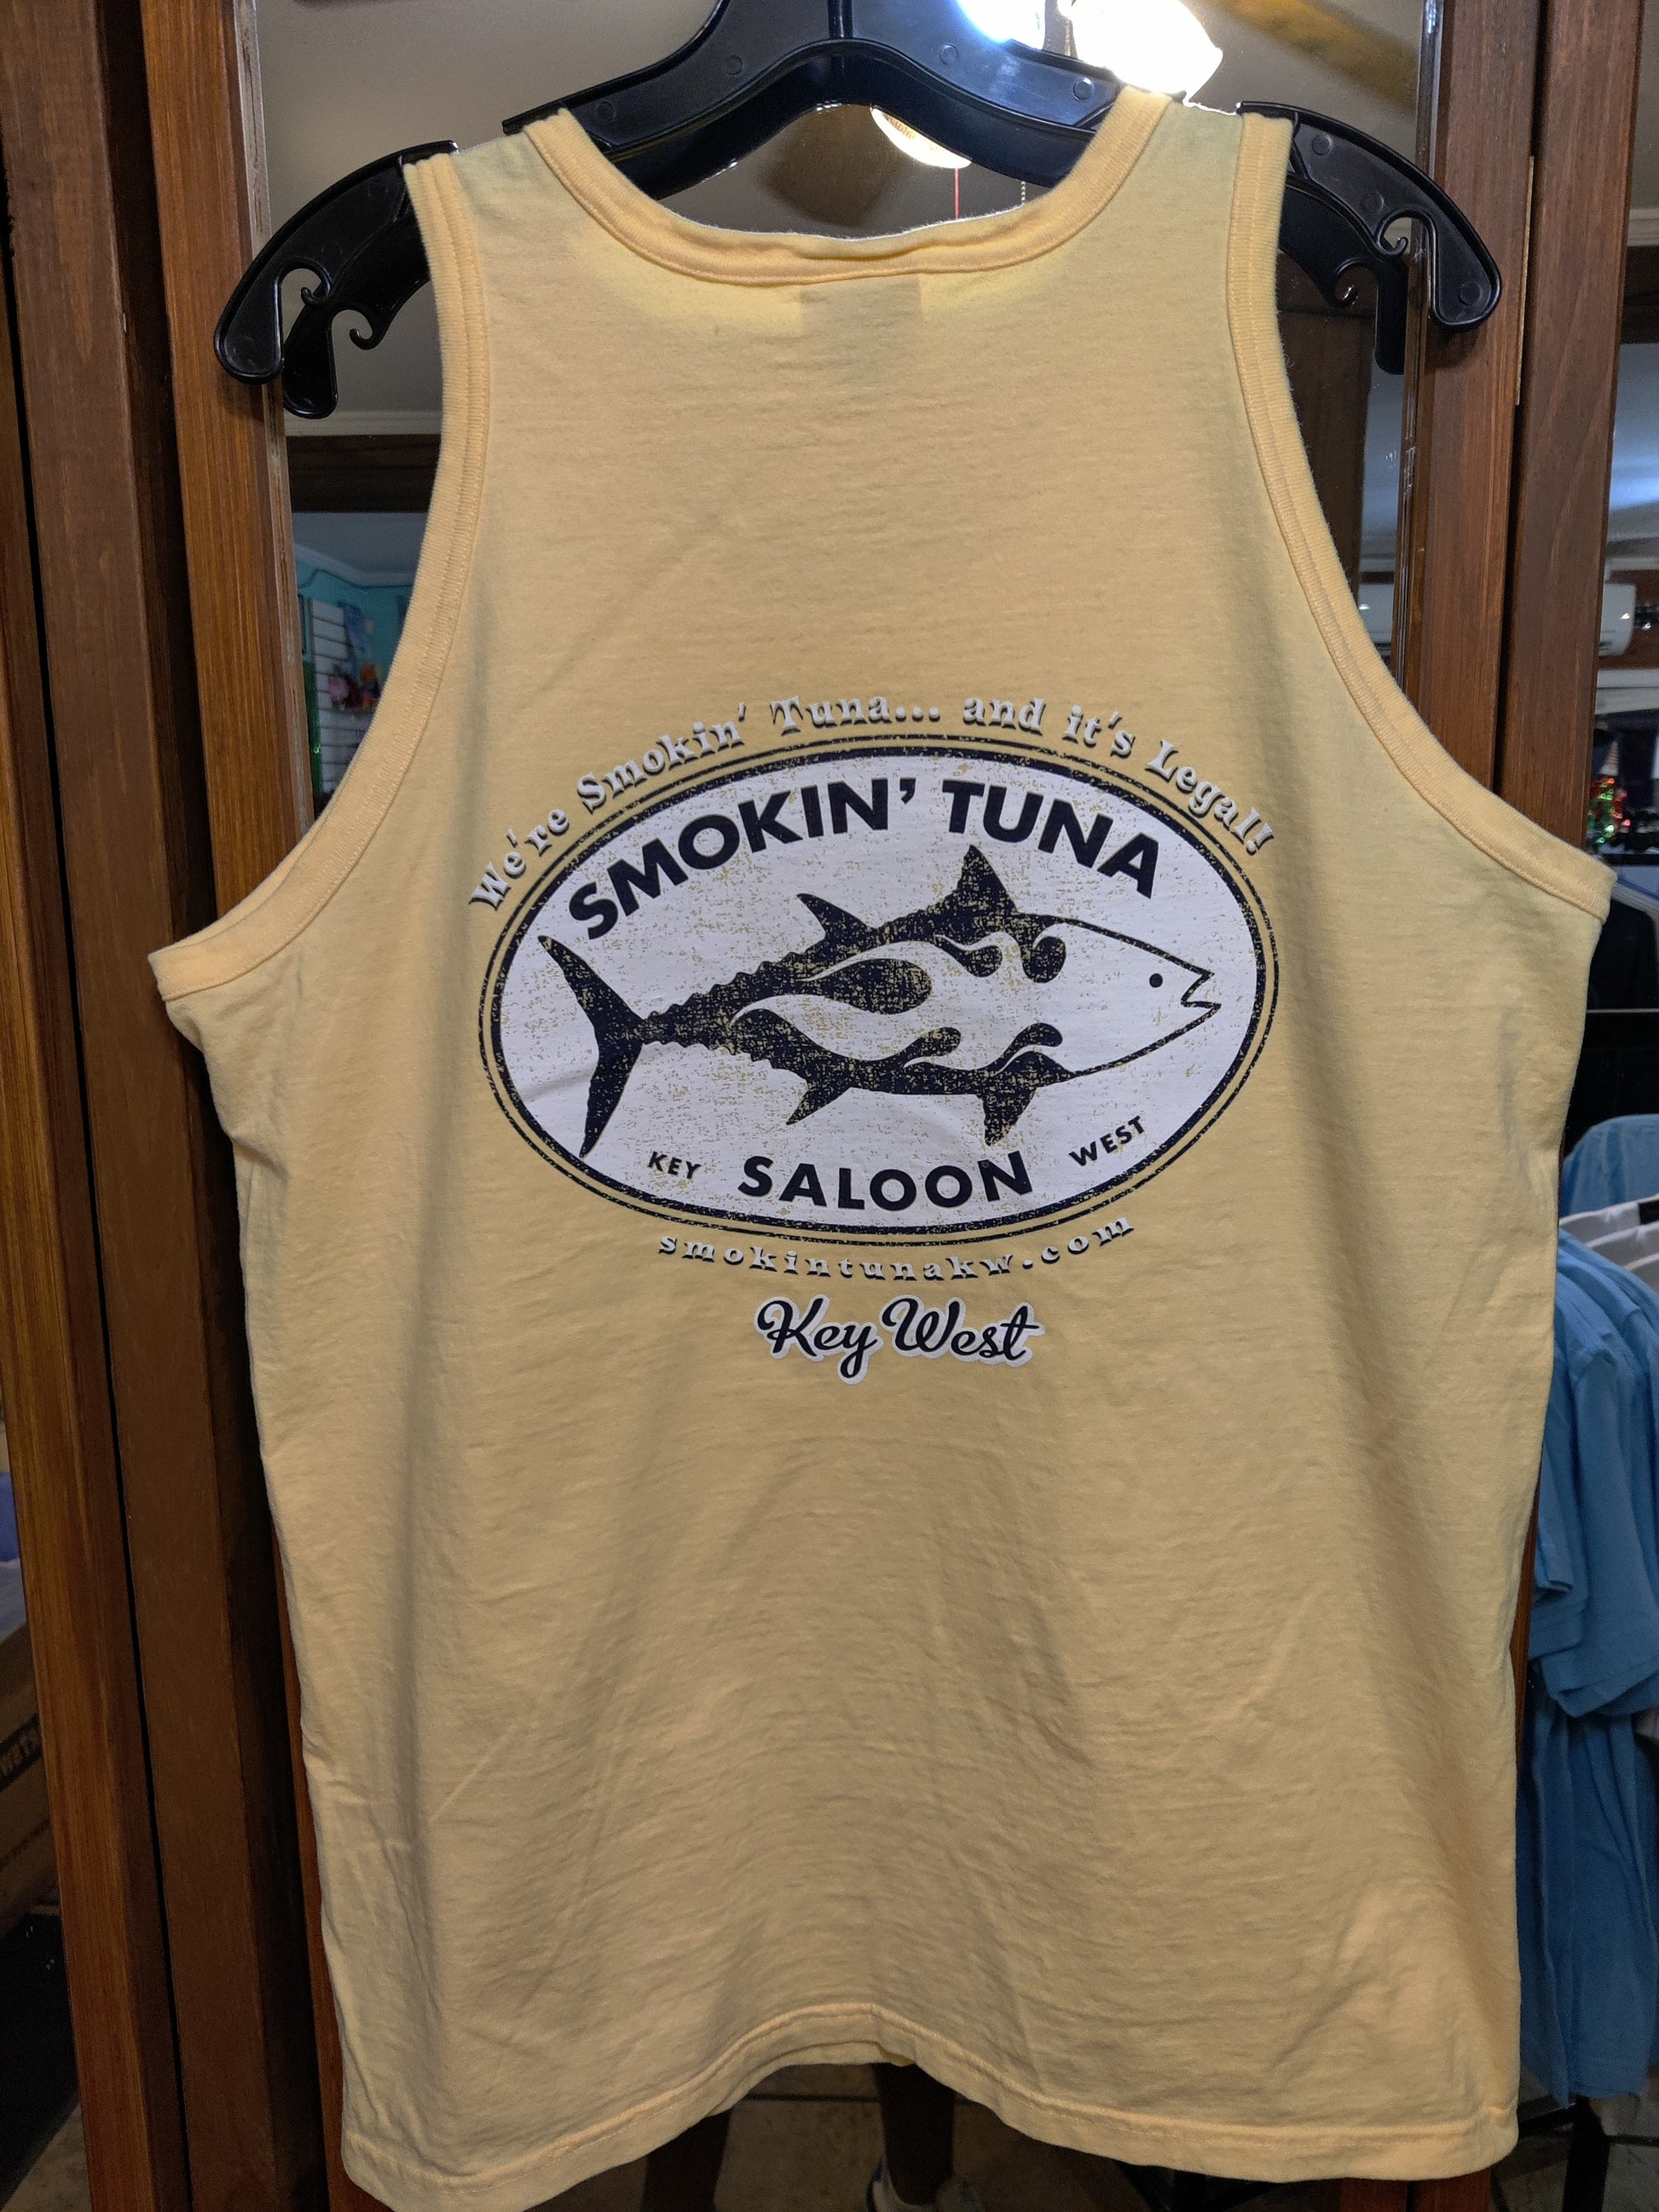 We're Smokin' Tuna... and it's Legal!
SMOKIN' TUNA
KEY SALOON WEST
smokintunakw.com
Key West